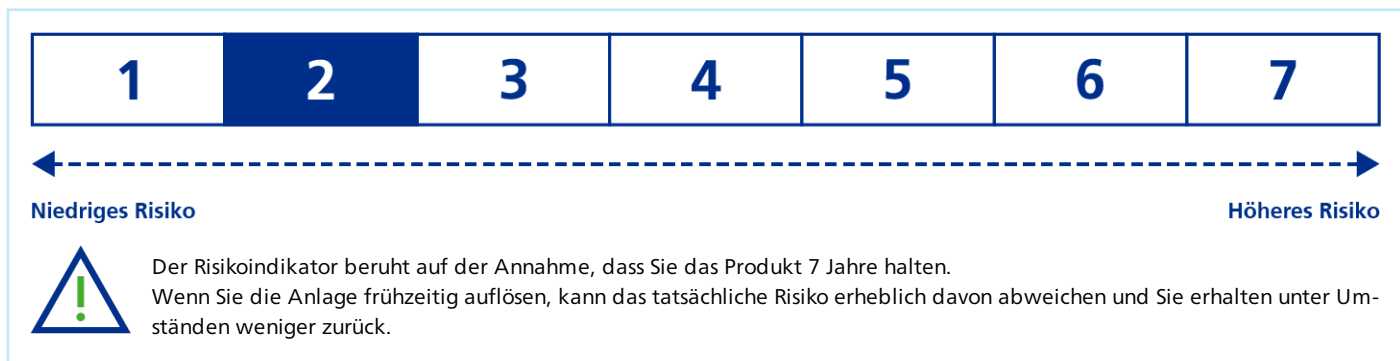 1 2 3 4 5 6 7
Niedriges Risiko Höheres Risiko
Der Risikoindikator beruht auf der Annahme, dass Sie das Produkt 7 Jahre halten.
Wenn Sie die Anlage frühzeitig auflösen, kann das tatsächliche Risiko erheblich davon abweichen und Sie erhalten unter Um-
ständen weniger zurück.